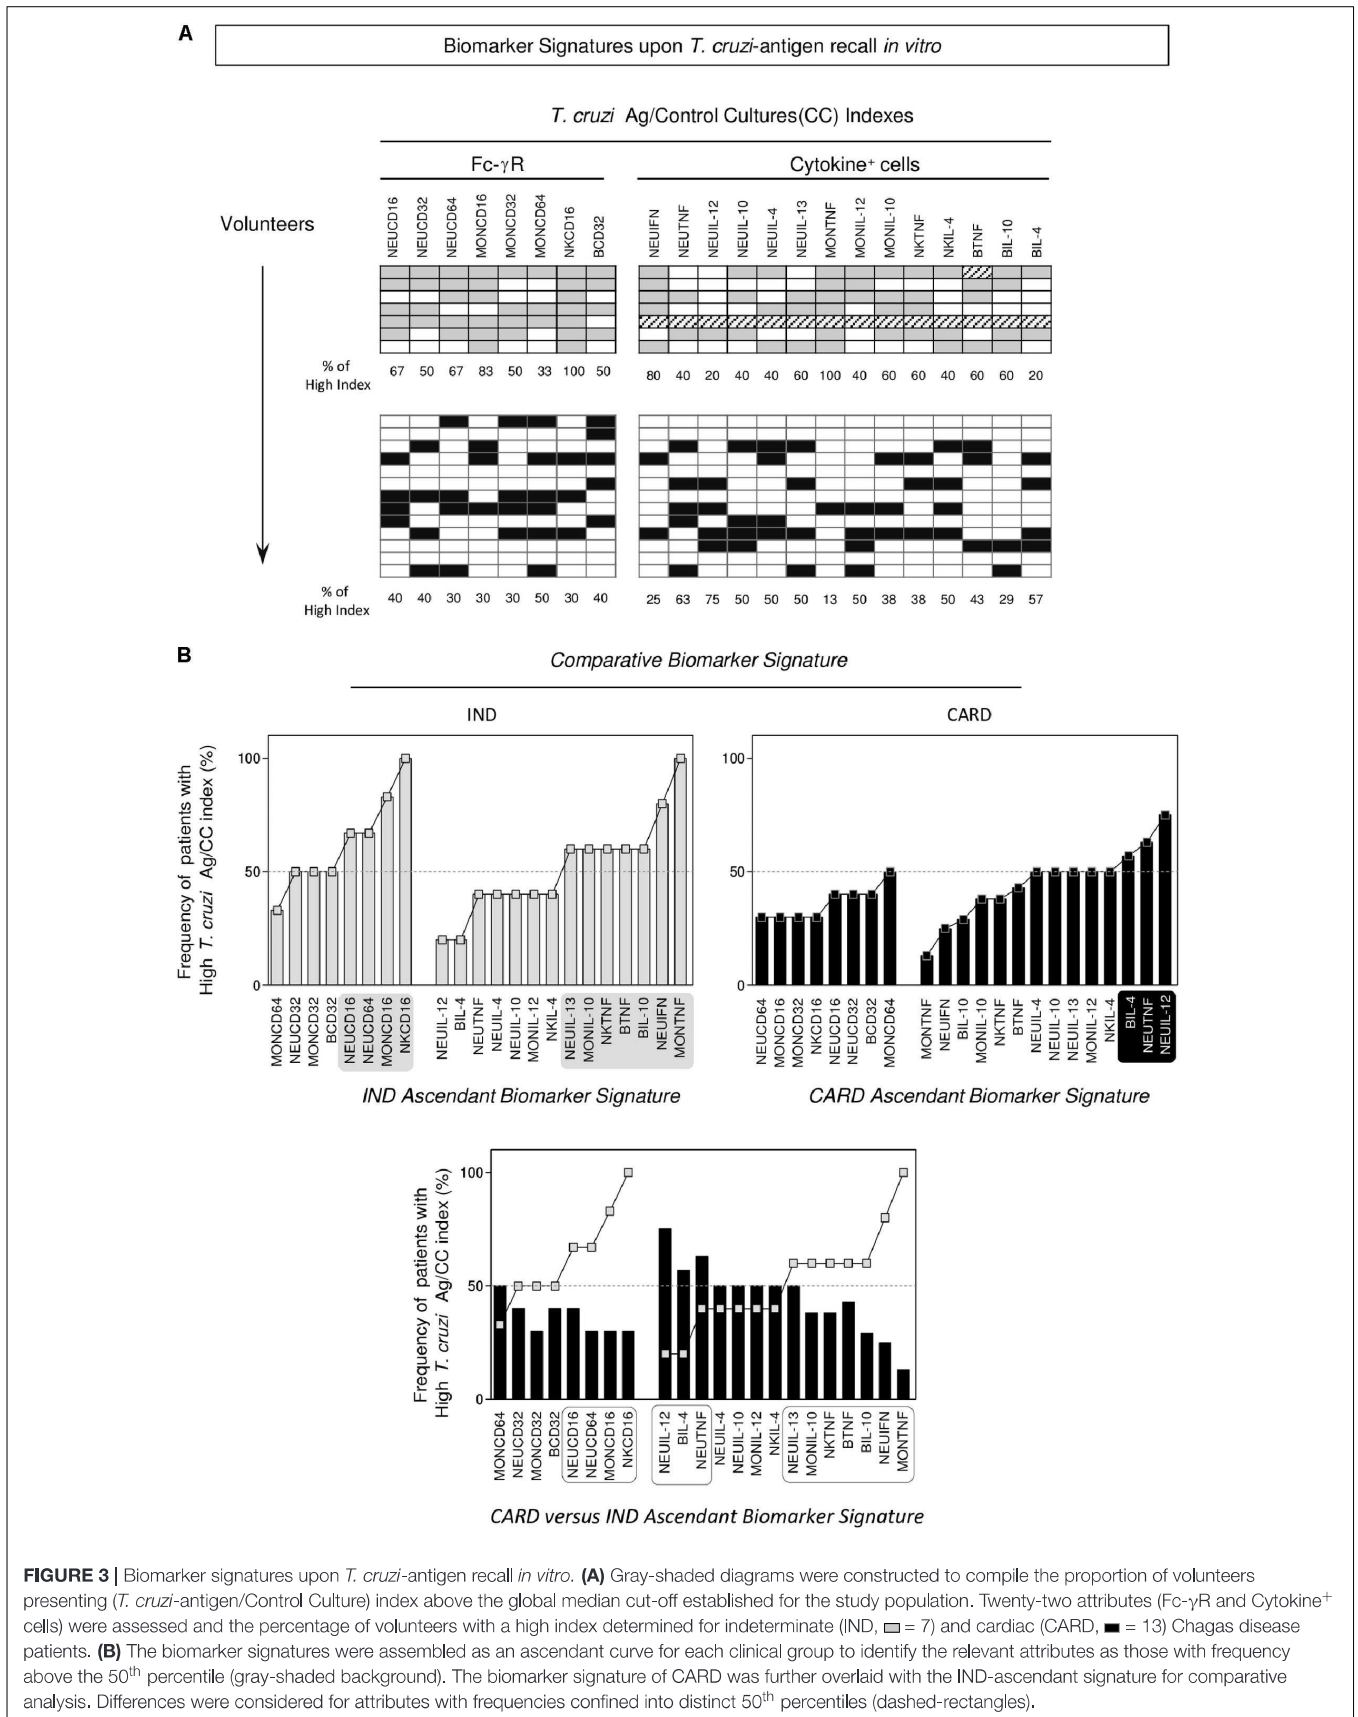 A
Biomarker Signatures upon T. cruzi-antigen recall in vitro
T. cruzi Ag/Control Cultures(CC) Indexes
Fc-γR
Cytokine+ cells
Volunteers
NEUCD16
NEUCD32
NEUCD64
MONCD16
MONCD32
MONCD64
NKCD16
BCD32
NEUIFN
NEUTNF
NEUIL-12
NEUIL-10
NEUIL-4
NEUIL-13
MONTNF
MONIL-12
MONIL-10
NKTNF
NKIL-4
BTNF
BIL-10
BIL-4
% of
High Index
67 50 67 83 50 33 100 50
80 40 20 40 40 60 100 40 60 60 40 60 60 20
% of
High Index
40 40 30 30 30 50 30 40
25 63 75 50 50 50 13 50 38 38 50 43 29 57
B
Comparative Biomarker Signature
IND
Frequency of patients with
High T. cruzi Ag/CC index (%)
100
50
0
MONCD64
NEUCD32
MONCD32
BCD32
NEUCD16
NEUCD64
MONCD16
NKCD16
NEUIL-12
BIL-4
NEUTNF
NEUIL-4
NEUIL-10
MONIL-12
NKIL-4
NEUIL-13
MONIL-10
NKTNF
BTNF
BIL-10
NEUIFN
MONTNF
IND Ascendant Biomarker Signature
CARD
100
50
0
NEUCD64
MONCD16
MONCD32
NKCD16
NEUCD16
NEUCD32
BCD32
MONCD64
MONTNF
NEUIFN
BIL-10
MONIL-10
NKTNF
BTNF
NEUIL-4
NEUIL-10
NEUIL-13
MONIL-12
NKIL-4
BIL-4
NEUTNF
NEUIL-12
CARD Ascendant Biomarker Signature
Frequency of patients with
High T. cruzi Ag/CC index (%)
100
50
0
MONCD64
NEUCD32
MONCD32
BCD32
NEUCD16
NEUCD64
MONCD16
NKCD16
NEUIL-12
BIL-4
NEUTNF
NEUIL-4
NEUIL-10
MONIL-12
NKIL-4
NEUIL-13
MONIL-10
NKTNF
BTNF
BIL-10
NEUIFN
MONTNF
CARD versus IND Ascendant Biomarker Signature
FIGURE 3 | Biomarker signatures upon T. cruzi-antigen recall in vitro. (A) Gray-shaded diagrams were constructed to compile the proportion of volunteers
presenting (T. cruzi-antigen/Control Culture) index above the global median cut-off established for the study population. Twenty-two attributes (Fc-γR and Cytokine+
cells) were assessed and the percentage of volunteers with a high index determined for indeterminate (IND, = 7) and cardiac (CARD, = 13) Chagas disease
patients. (B) The biomarker signatures were assembled as an ascendant curve for each clinical group to identify the relevant attributes as those with frequency
above the 50th percentile (gray-shaded background). The biomarker signature of CARD was further overlaid with the IND-ascendant signature for comparative
analysis. Differences were considered for attributes with frequencies confined into distinct 50th percentiles (dashed-rectangles).